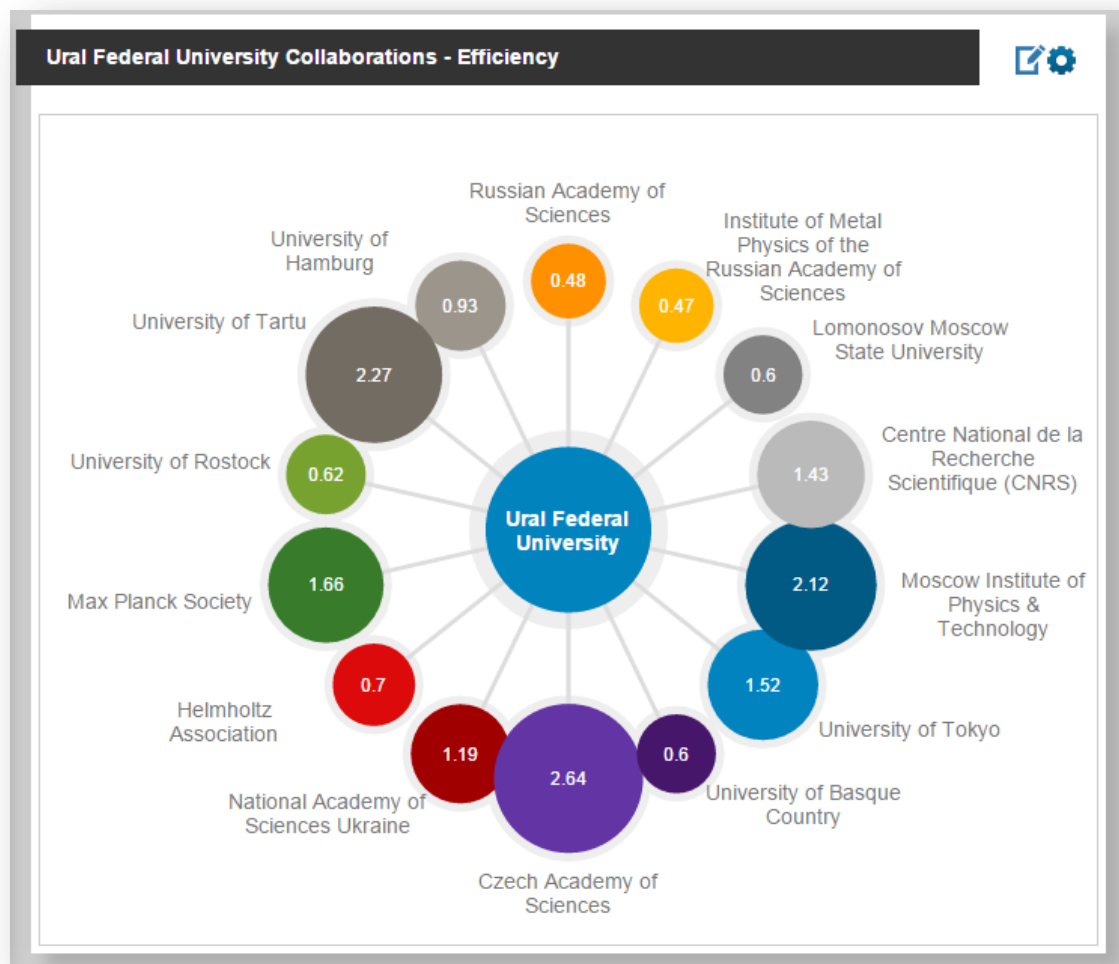 Ural Federal University Collaborations - Efficiency
Russian Academy of
Sciences
0.48
Institute of Metal
Physics of the
Russian Academy of
Sciences
0.47
Lomonosov Moscow
State University
0.6
Centre National de la
Recherche
Scientifique (CNRS)
1.43
Moscow Institute of
Physics &
Technology
2.12
University of Tokyo
1.52
University of Basque
Country
0.6
Czech Academy of
Sciences
2.64
National Academy of
Sciences Ukraine
1.19
Helmholtz
Association
0.7
Max Planck Society
1.66
University of Rostock
0.62
University of Tartu
2.27
University of
Hamburg
0.93
Ural Federal
University